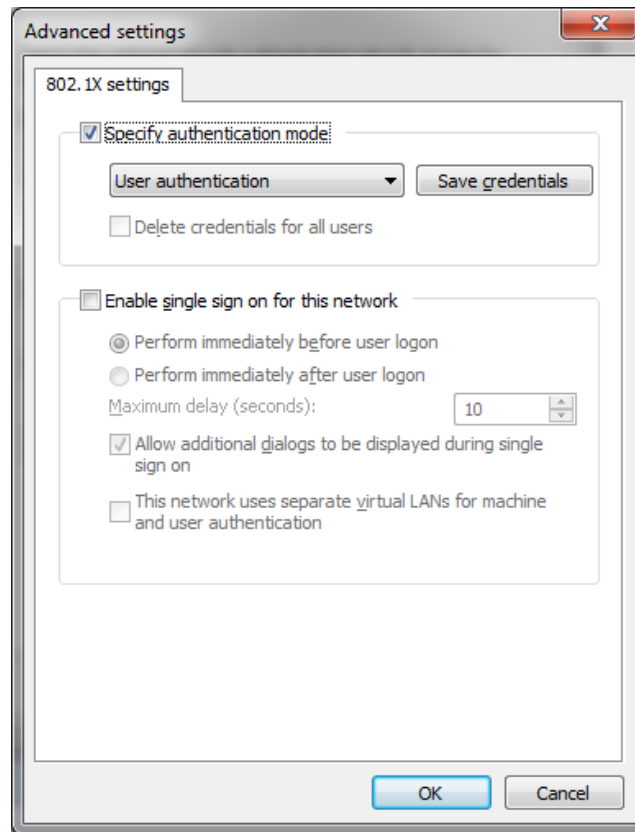 Advanced settings
802.1X settings
Specify authentication mode
User authentication
Save credentials
Delete credentials for all users
Enable single sign on for this network
Perform immediately before user logon
Perform immediately after user logon
Maximum delay (seconds):
10
Allow additional dialogs to be displayed during single
sign on
This network uses separate virtual LANs for machine
and user authentication
OK
Cancel